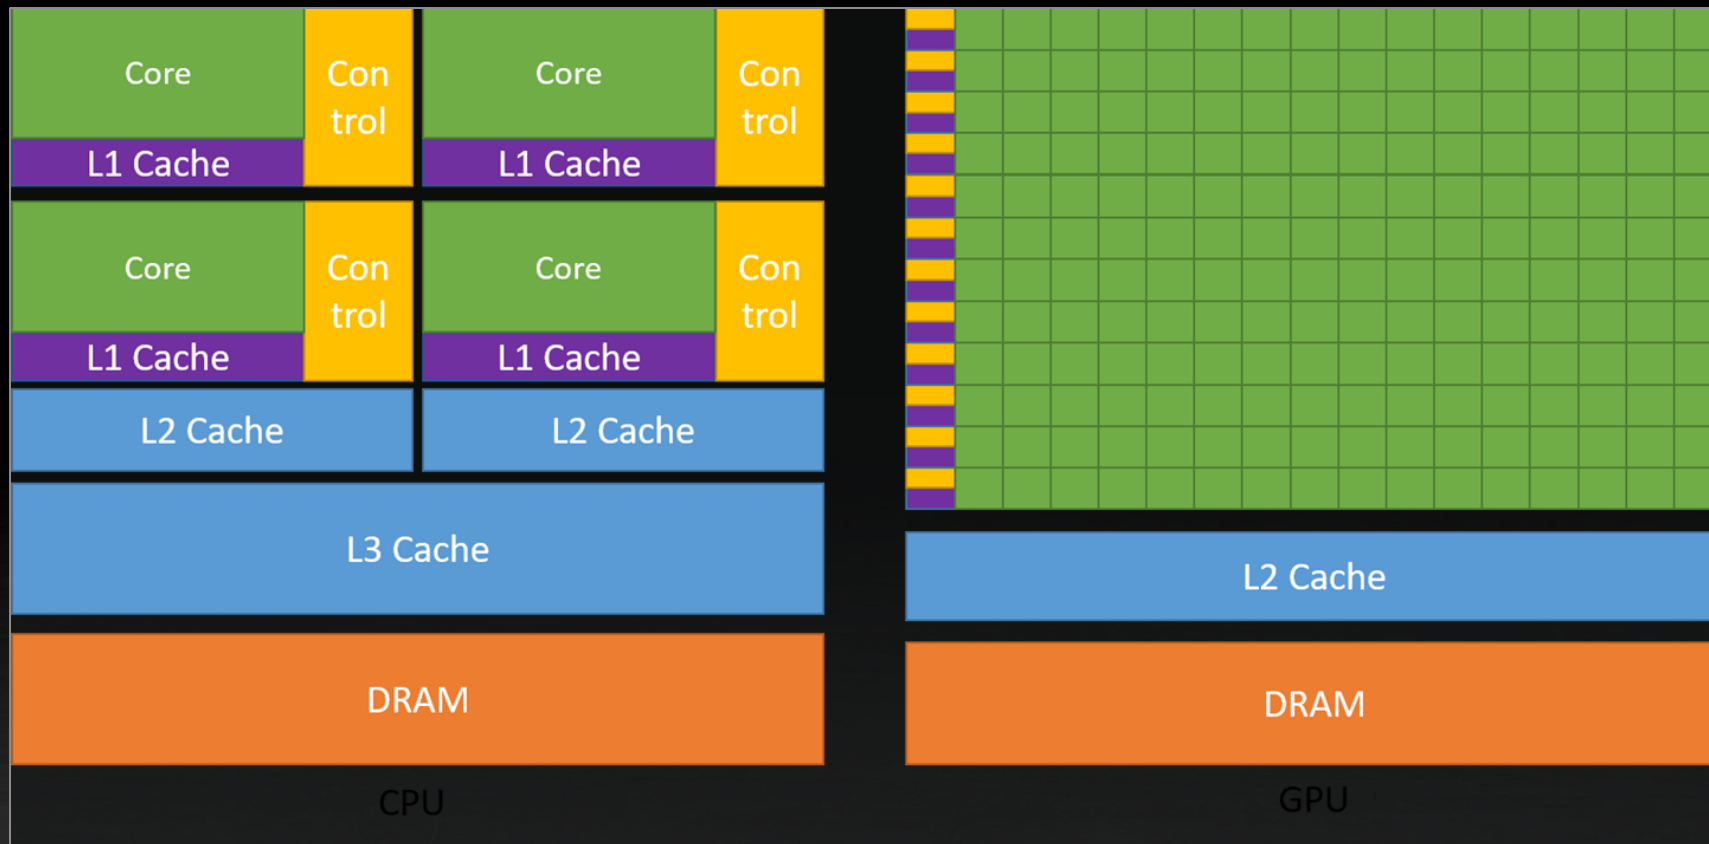 Core
Con
trol
L1 Cache
Core
Con
trol
L1 Cache
Core
Con
trol
L1 Cache
Core
Con
trol
L1 Cache
L2 Cache
L2 Cache
L3 Cache
DRAM
CPU
L2 Cache
DRAM
GPU